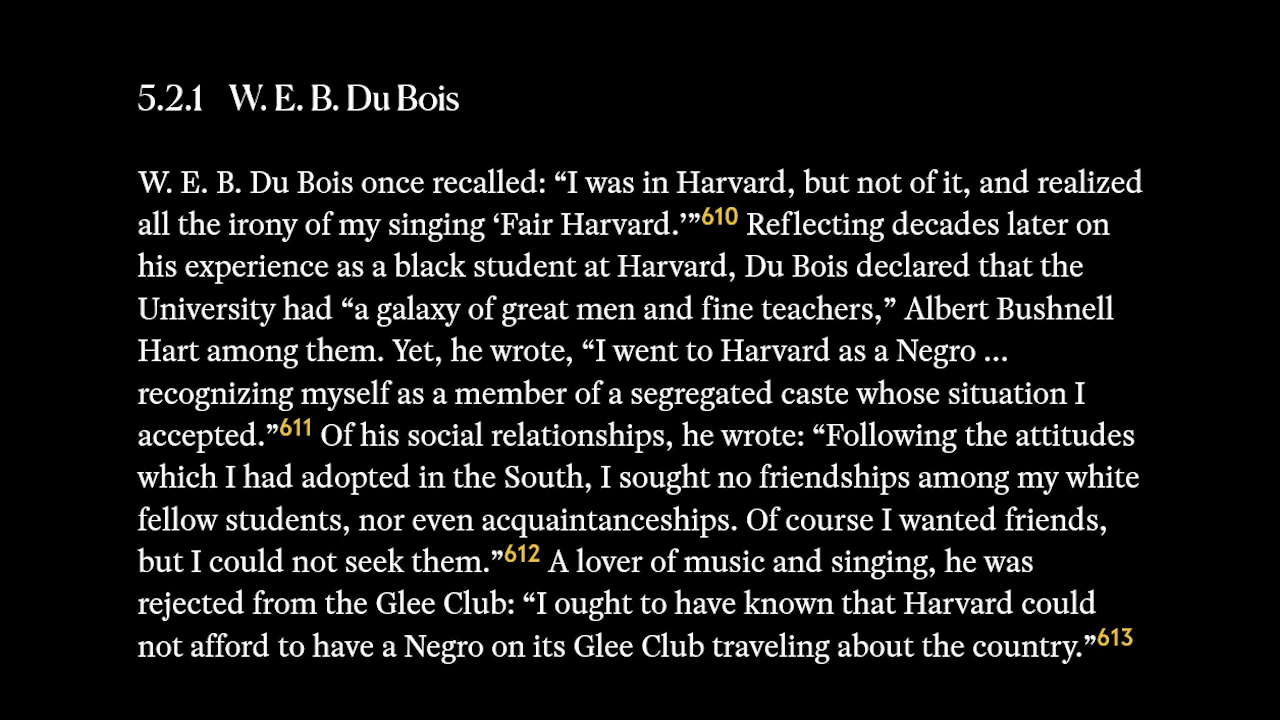 5.2.1 W. E. B. Du Bois
W. E. B. Du Bois once recalled: “I was in Harvard, but not of it, and realized
all the irony of my singing ‘Fair Harvard.’”610 Reflecting decades later on
his experience as a black student at Harvard, Du Bois declared that the
University had “a galaxy of great men and fine teachers,” Albert Bushnell
Hart among them. Yet, he wrote, “I went to Harvard as a Negro ...
recognizing myself as a member of a segregated caste whose situation I
accepted.”611 Of his social relationships, he wrote: “Following the attitudes
which I had adopted in the South, I sought no friendships among my white
fellow students, nor even acquaintanceships. Of course I wanted friends,
but I could not seek them.”612 A lover of music and singing, he was
rejected from the Glee Club: “I ought to have known that Harvard could
not afford to have a Negro on its Glee Club traveling about the country.”613